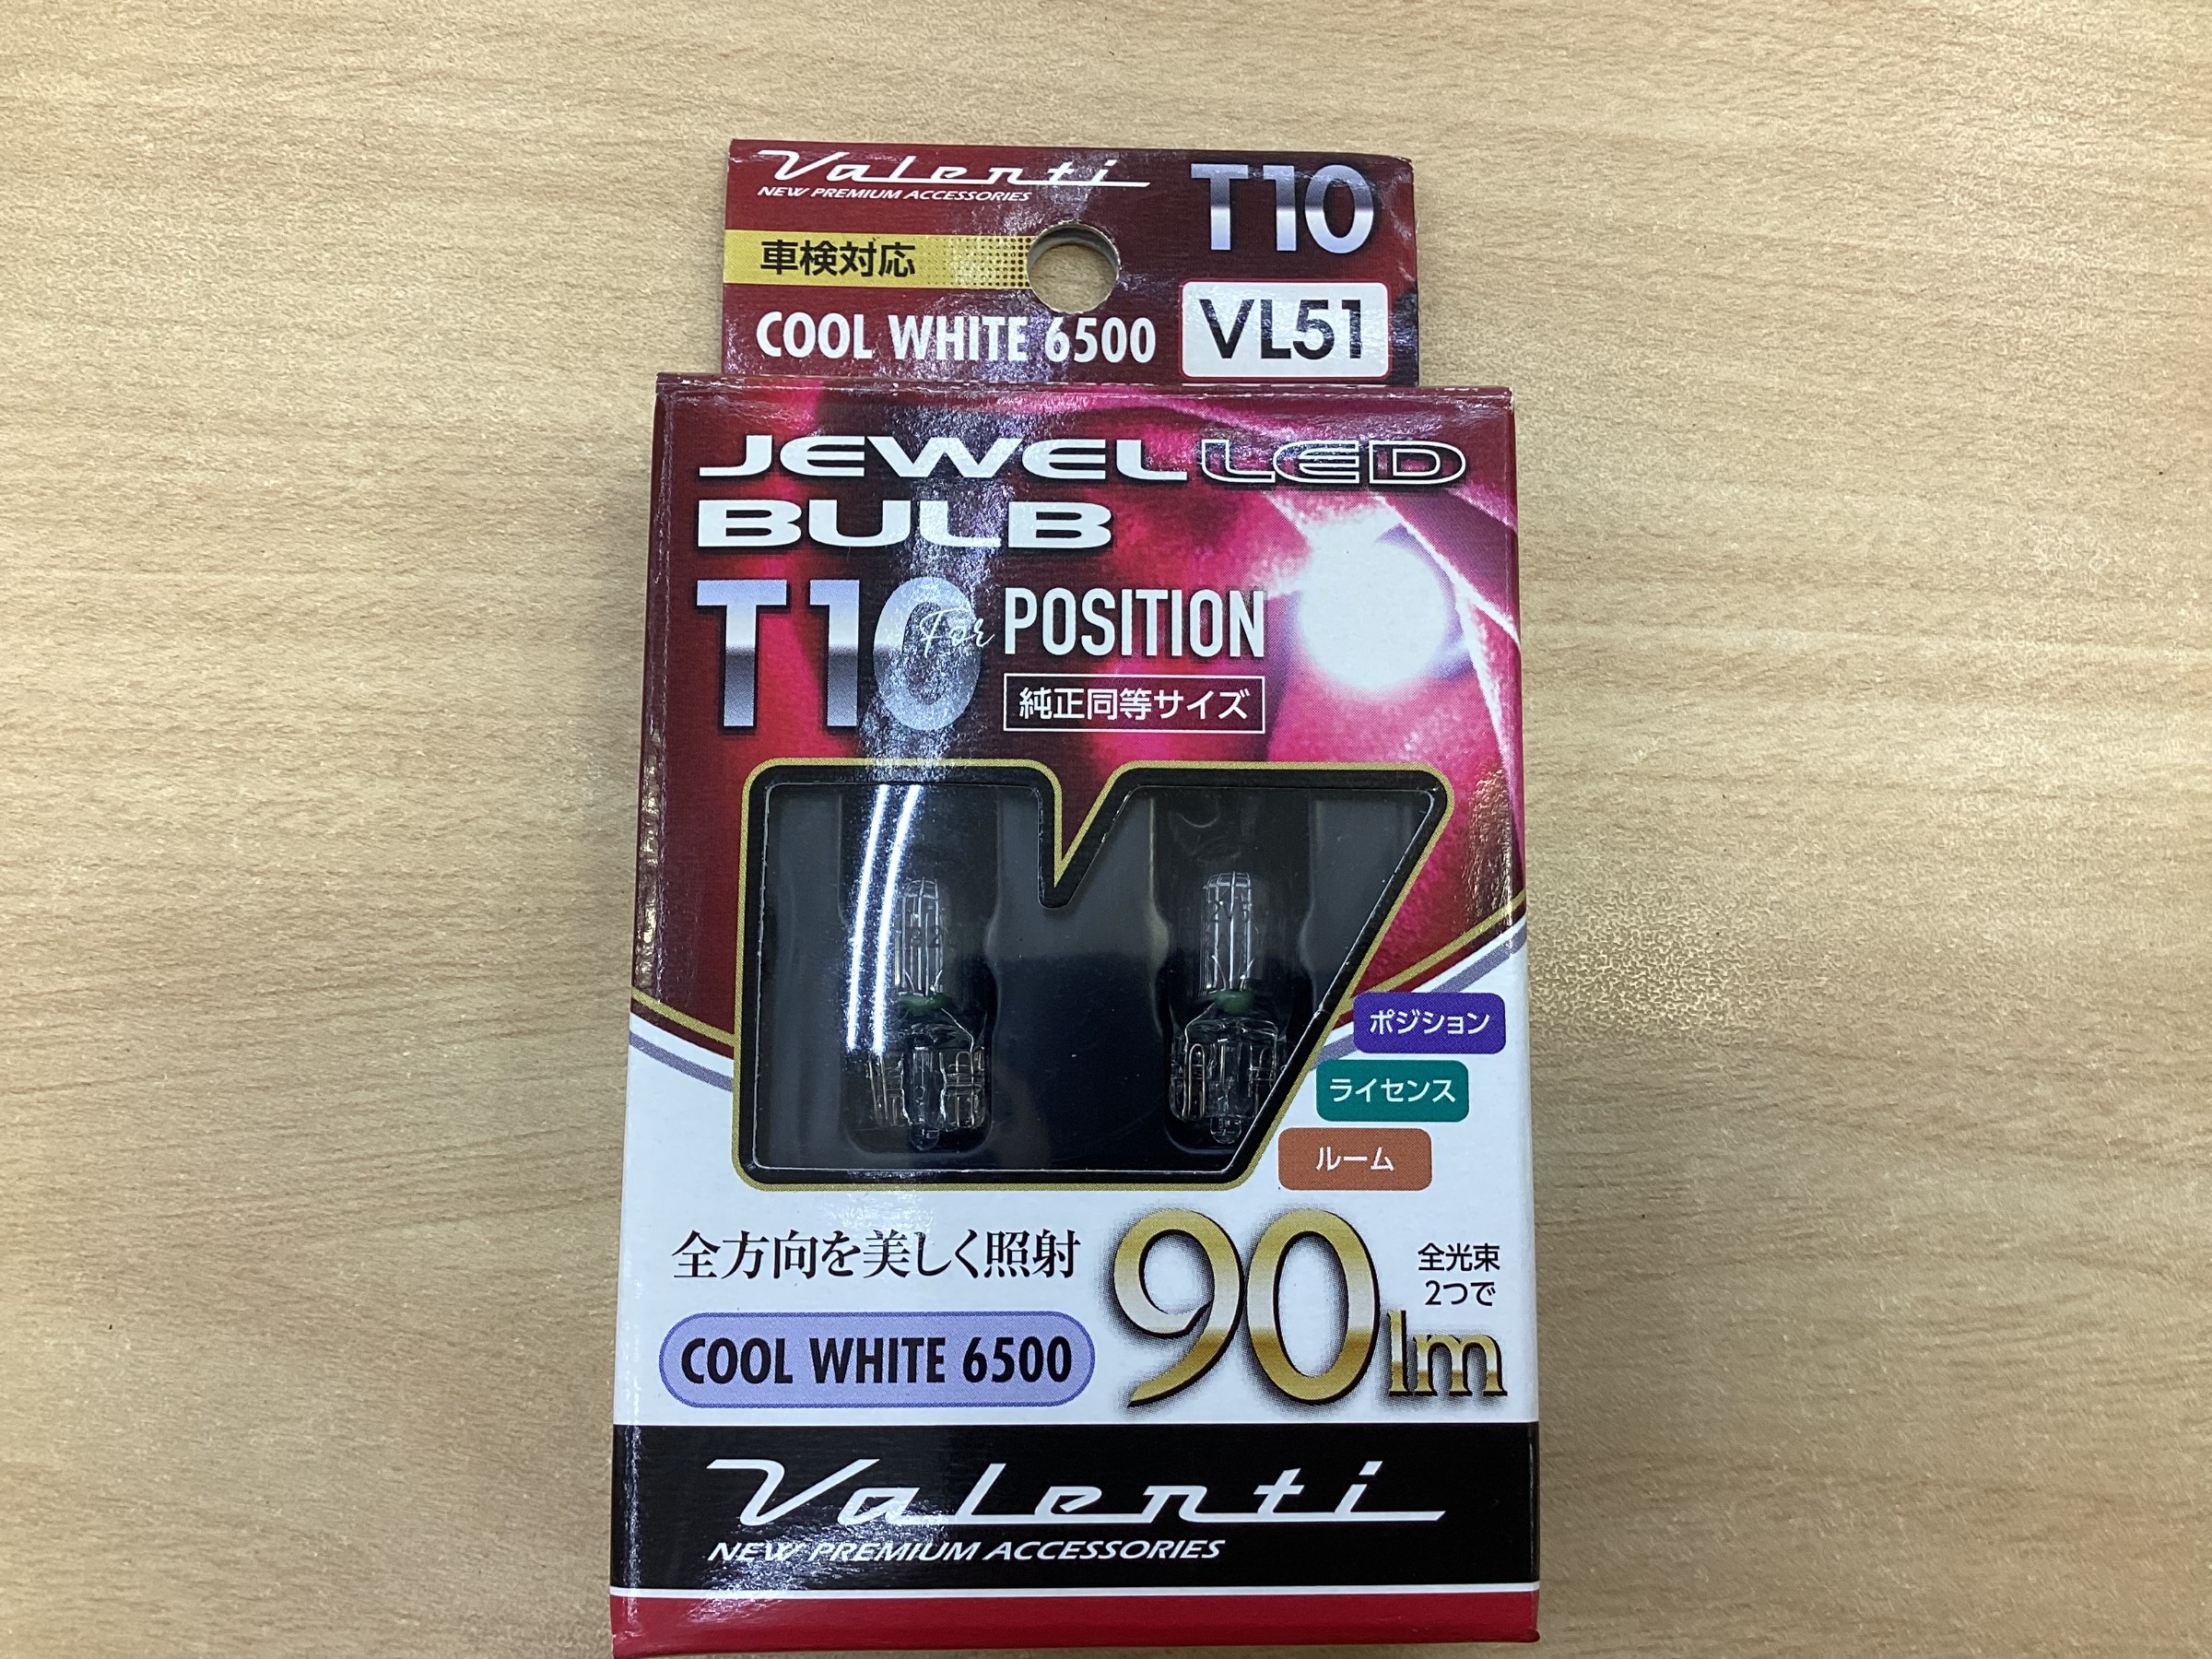 Valenti
NEW PREMIUM ACCESSORIES
T10
車検対応
COOL WHITE 6500
VL51
JEWEL LED
BULB
T10 For POSITION
純正同等サイズ
ポジション
ライセンス
ルーム
全方向を美しく照射
COOL WHITE 6500
90lm
全光束
2つで
Valenti
NEW PREMIUM ACCESSORIES